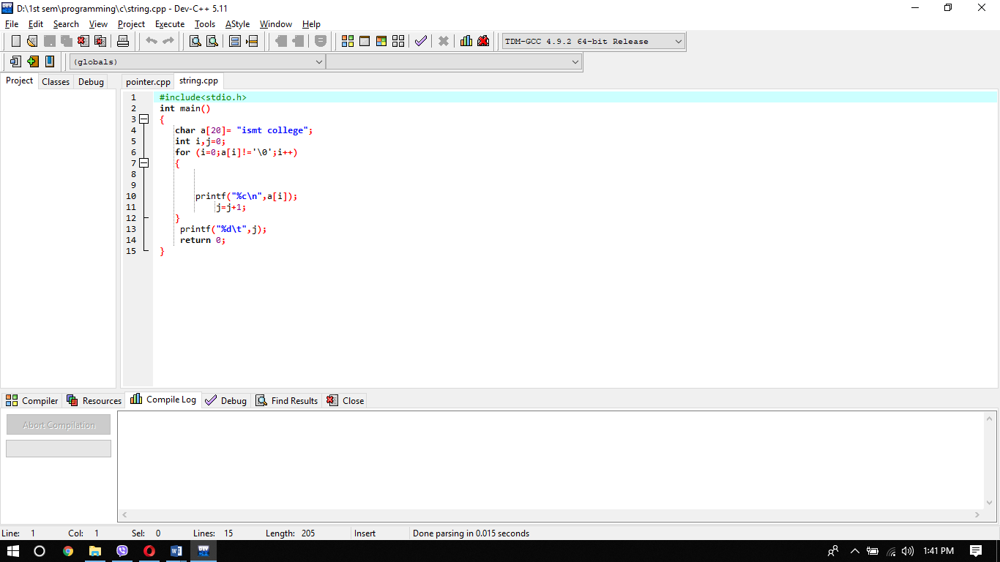 D:\1st sem\programming\c\string.cpp - Dev-C++ 5.11
File Edit Search View Project Execute Tools AStyle Window Help
TDM-GCC 4.9.2 64-bit Release
(globals)
Project Classes Debug pointer.cpp string.cpp
1 #include<stdio.h>
2 int main()
3 {
4 char a[20]= "ismt college";
5 int i,j=0;
6 for (i=0;a[i]!='\0';i++)
7 {
8
9
10 printf("%c\n",a[i]);
11 j=j+1;
12 }
13 printf("%d\t",j);
14 return 0;
15 }
Compiler Resources Compile Log Debug Find Results Close
Abort Compilation
Line: 1 Col: 1 Sel: 0 Lines: 15 Length: 205 Insert Done parsing in 0.015 seconds
1:41 PM